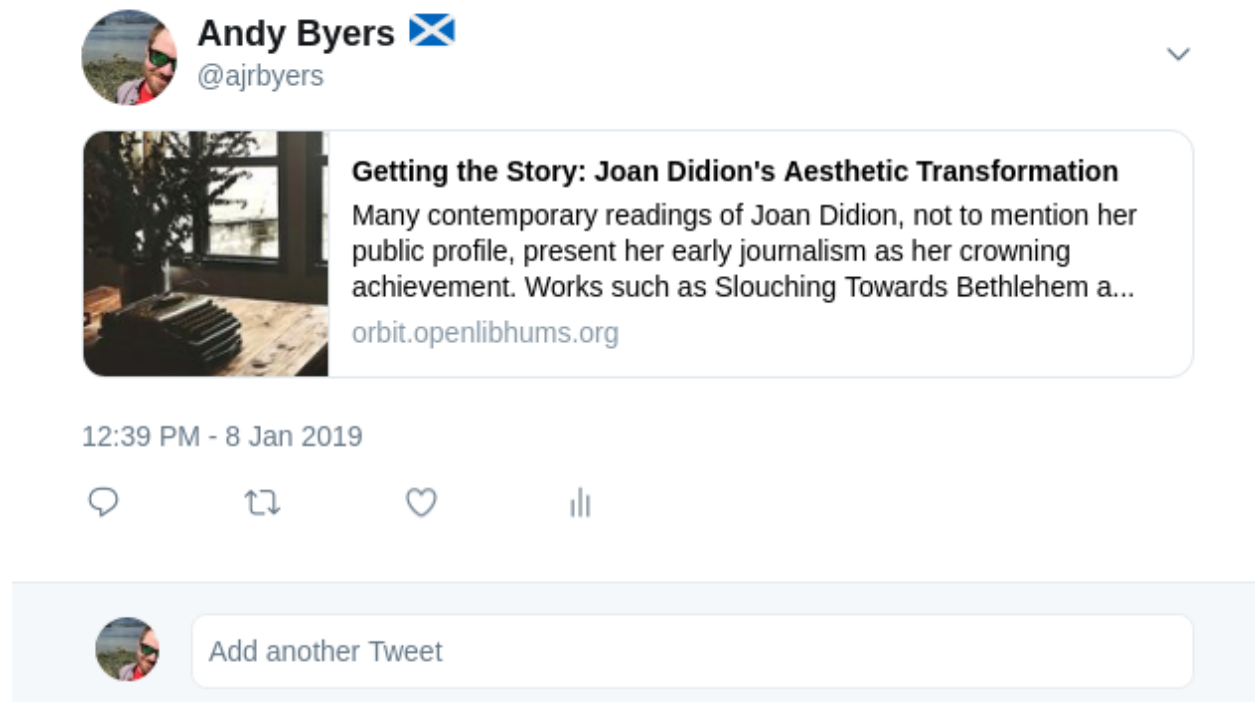 Andy Byers
@ajrbyers
Getting the Story: Joan Didion's Aesthetic Transformation
Many contemporary readings of Joan Didion, not to mention her
public profile, present her early journalism as her crowning
achievement. Works such as Slouching Towards Bethlehem a...
orbit.openlibhums.org
12:39 PM - 8 Jan 2019
Add another Tweet